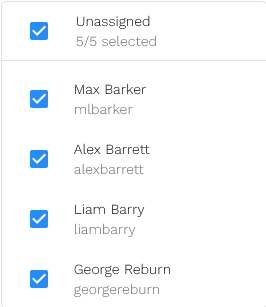 Unassigned
5/5 selected
Max Barker
mlbarker
Alex Barrett
alexbarrett
Liam Barry
liambarry
George Reburn
georgereburn